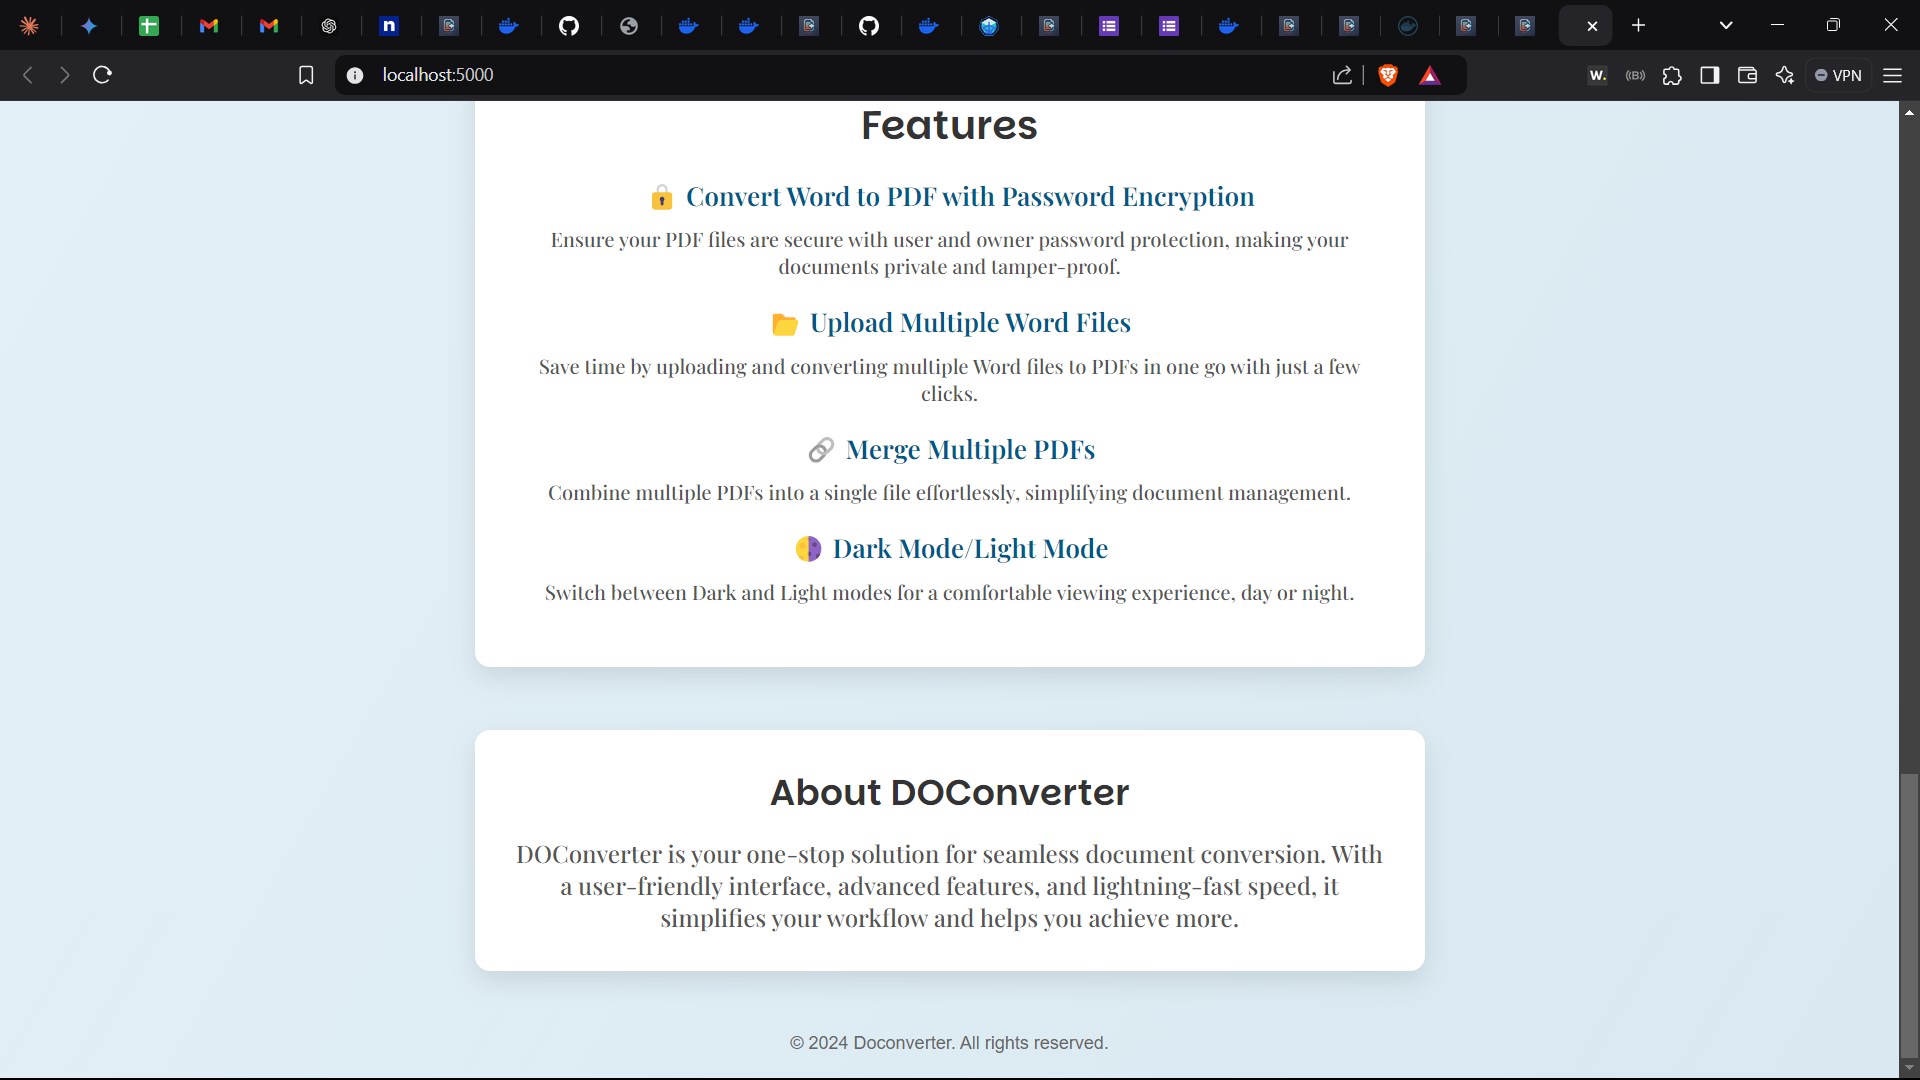 localhost:5000
W.
VPN
Features
Convert Word to PDF with Password Encryption
Ensure your PDF files are secure with user and owner password protection, making your
documents private and tamper-proof.
Upload Multiple Word Files
Save time by uploading and converting multiple Word files to PDFs in one go with just a few
clicks.
Merge Multiple PDFs
Combine multiple PDFs into a single file effortlessly, simplifying document management.
Dark Mode/Light Mode
Switch between Dark and Light modes for a comfortable viewing experience, day or night.
About DOConverter
DOConverter is your one-stop solution for seamless document conversion. With
a user-friendly interface, advanced features, and lightning-fast speed, it
simplifies your workflow and helps you achieve more.
© 2024 Doconverter. All rights reserved.